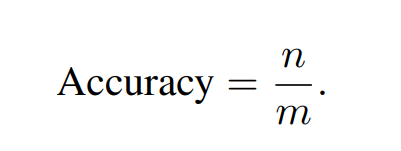 Accuracy = n/m.